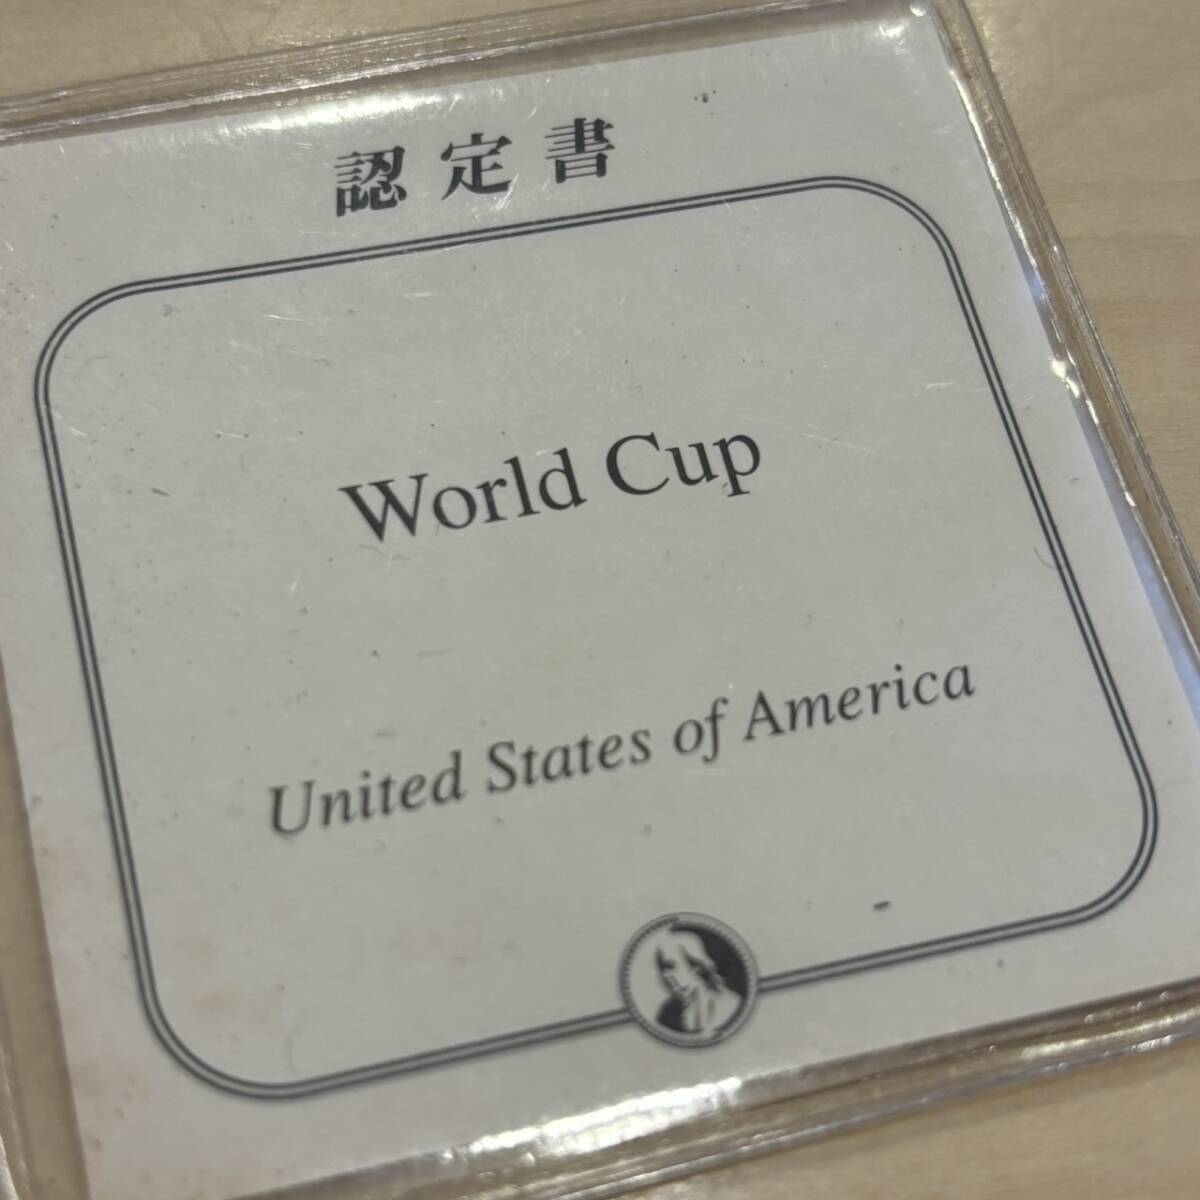 認定書
World Cup
United States of America